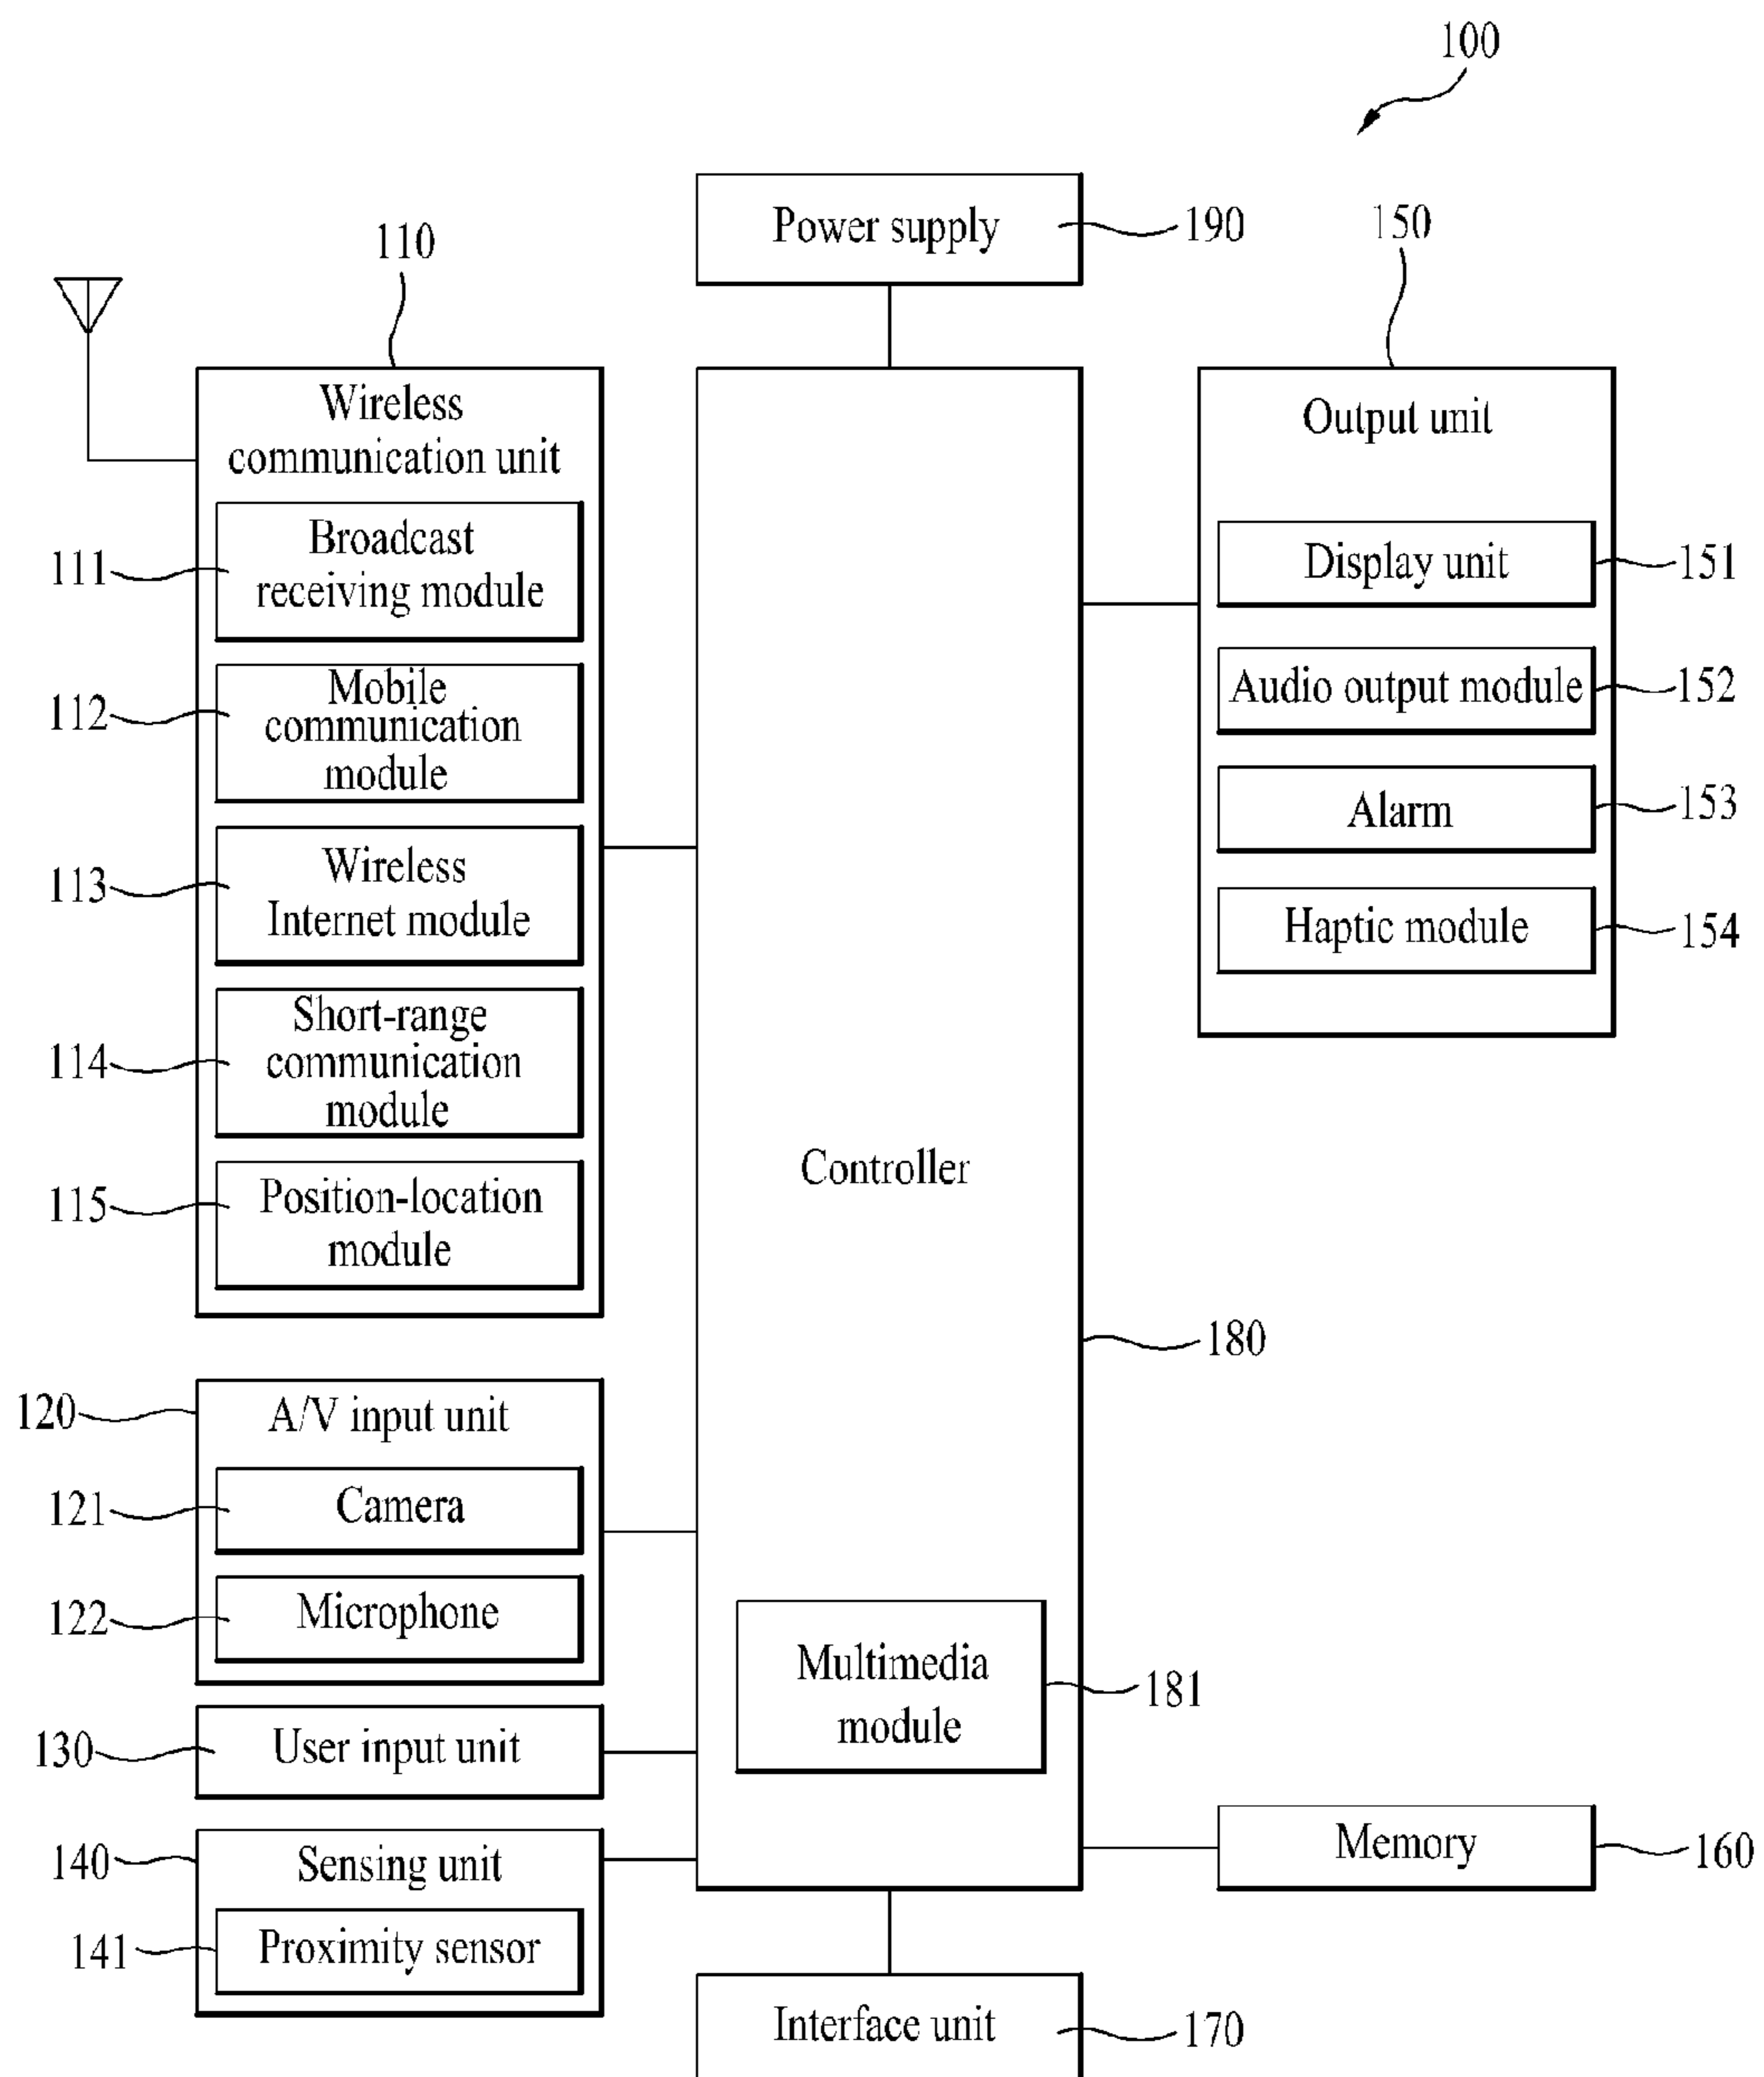 100
Power supply
190
110
150
Wireless
communication unit
Output unit
111
Broadcast
receiving module
Display unit
151
112
Mobile
communication
module
Audio output module
152
113
Wireless
Internet module
Alarm
153
Haptic module
154
114
Short-range
communication
module
115
Position-location
module
Controller
180
120
A/V input unit
121
Camera
122
Microphone
Multimedia
module
181
130
User input unit
140
Sensing unit
141
Proximity sensor
Memory
160
Interface unit
170